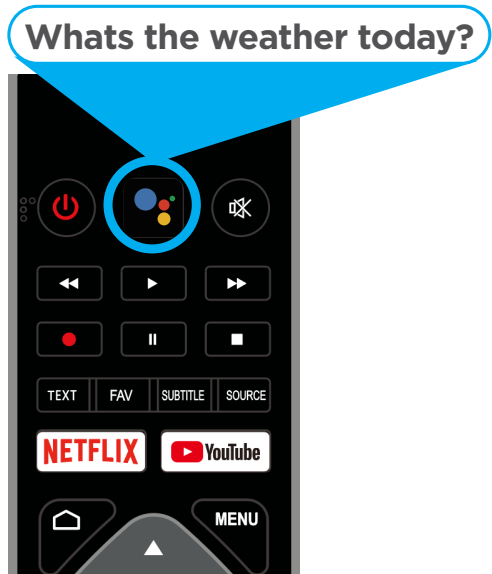 Whats the weather today?
TEXT FAV SUBTITLE SOURCE
NETFLIX YouTube
MENU